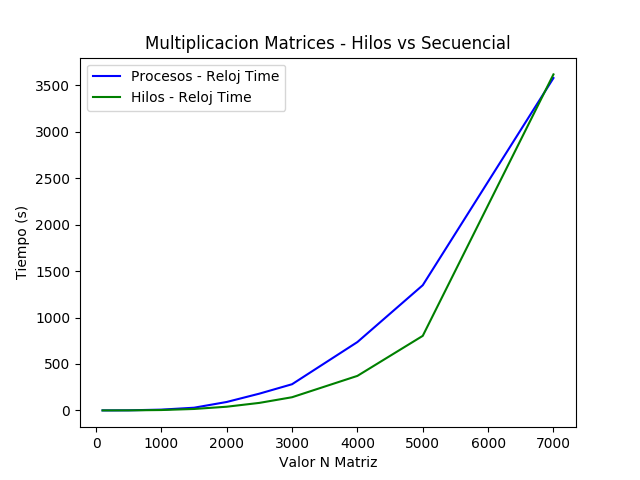 Multiplicacion Matrices - Hilos vs Secuencial
Procesos - Reloj Time
Hilos - Reloj Time
Tiempo (s)
3500
3000
2500
2000
1500
1000
500
0
0 1000 2000 3000 4000 5000 6000 7000
Valor N Matriz